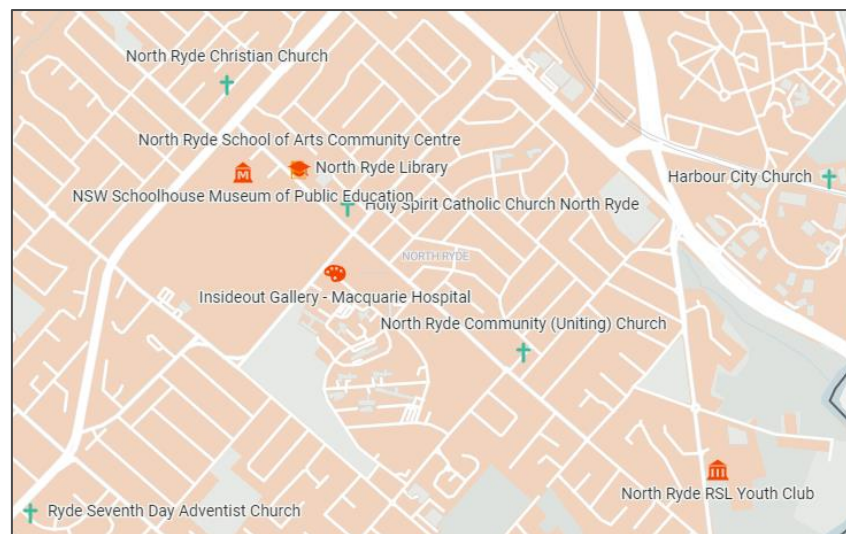 North Ryde Christian Church
North Ryde School of Arts Community Centre
M
North Ryde Library
Harbour City Church
NSW Schoolhouse Museum of Public Education
Holy Spirit Catholic Church North Ryde
NORTH RYDE
Insideout Gallery - Macquarie Hospital
North Ryde Community (Uniting) Church
North Ryde RSL Youth Club
Ryde Seventh Day Adventist Church